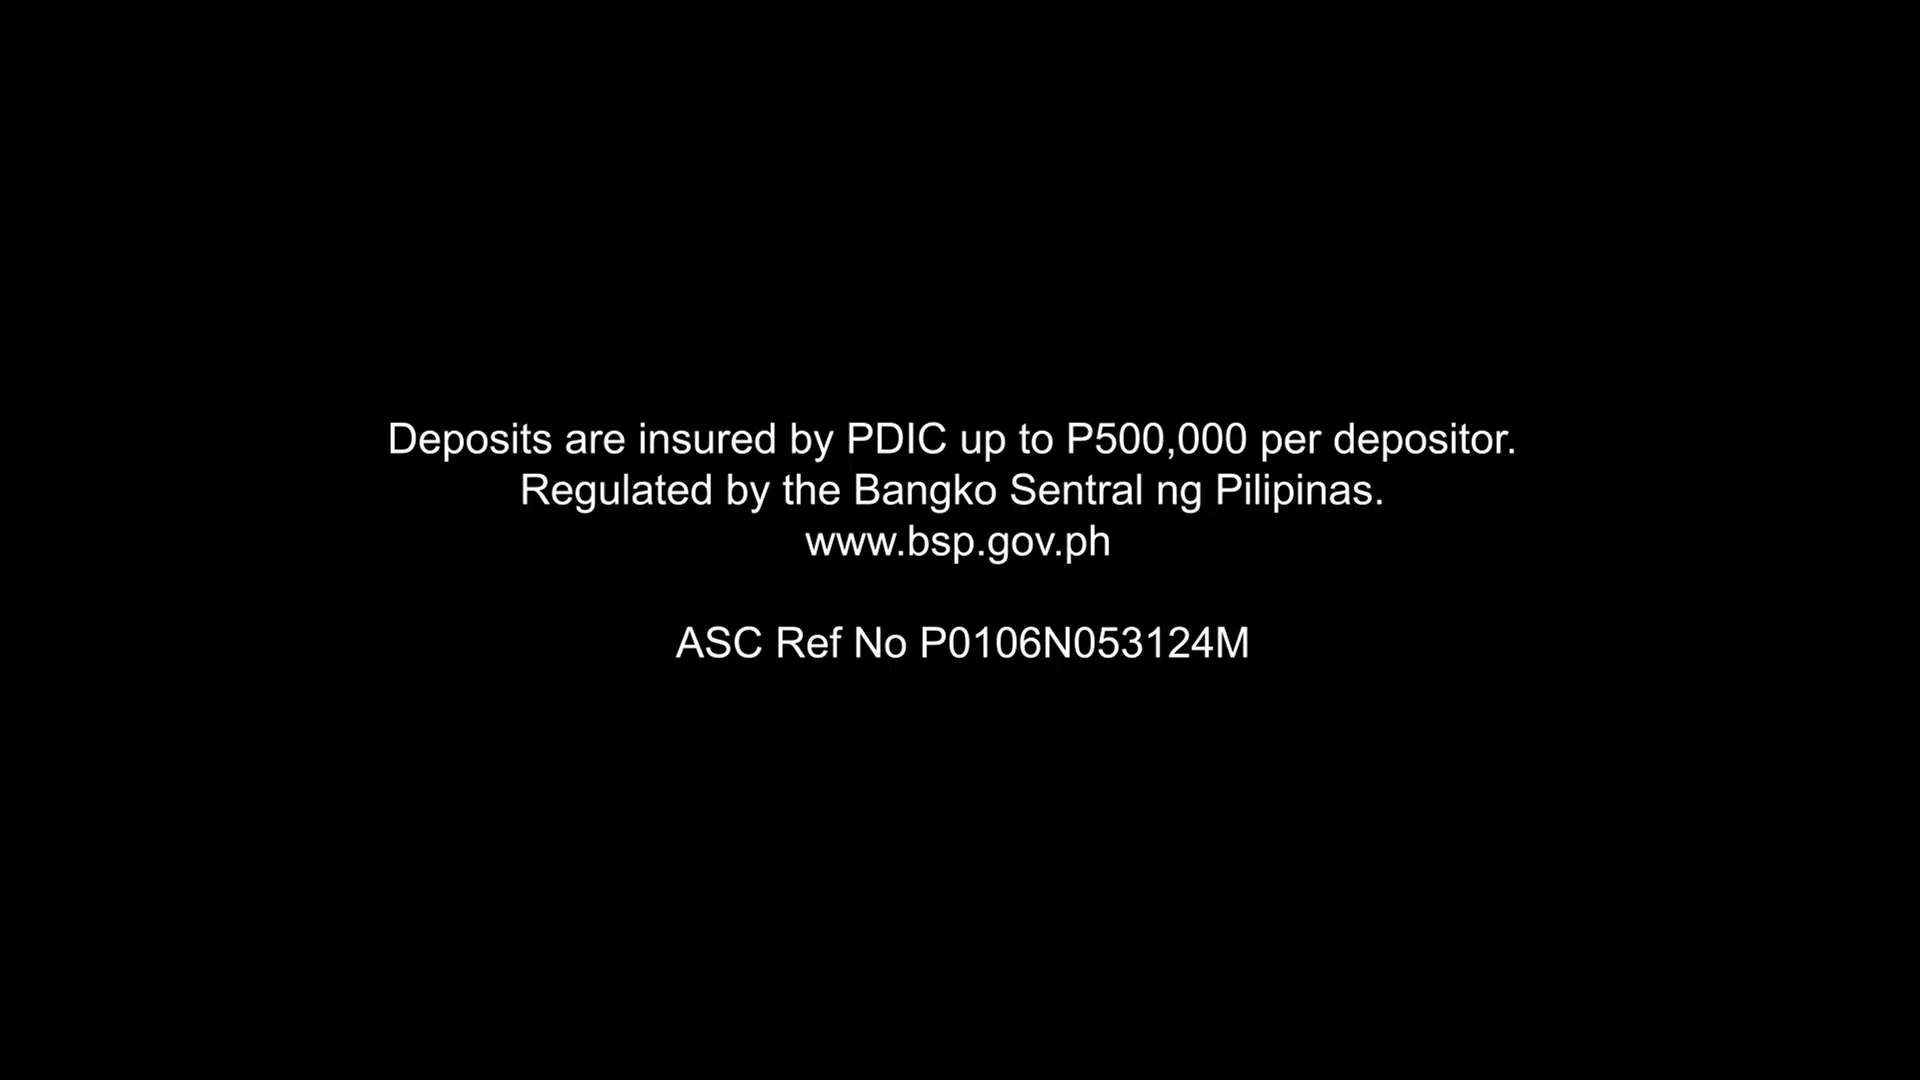 Deposits are insured by PDIC up to P500,000 per depositor.
Regulated by the Bangko Sentral ng Pilipinas.
www.bsp.gov.ph
ASC Ref No P0106N053124M